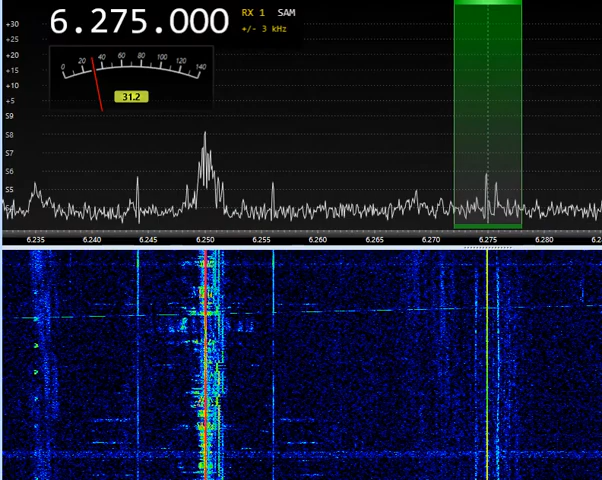 6.275.000
RX 1 SAM
+/- 3 kHz
+30
+25
+20
+15
+10
+5
S9
S8
S7
S6
S5
0 20 40 60 80 100 120 140
31.2
6.235 6.240 6.245 6.250 6.255 6.260 6.265 6.270 6.275 6.280